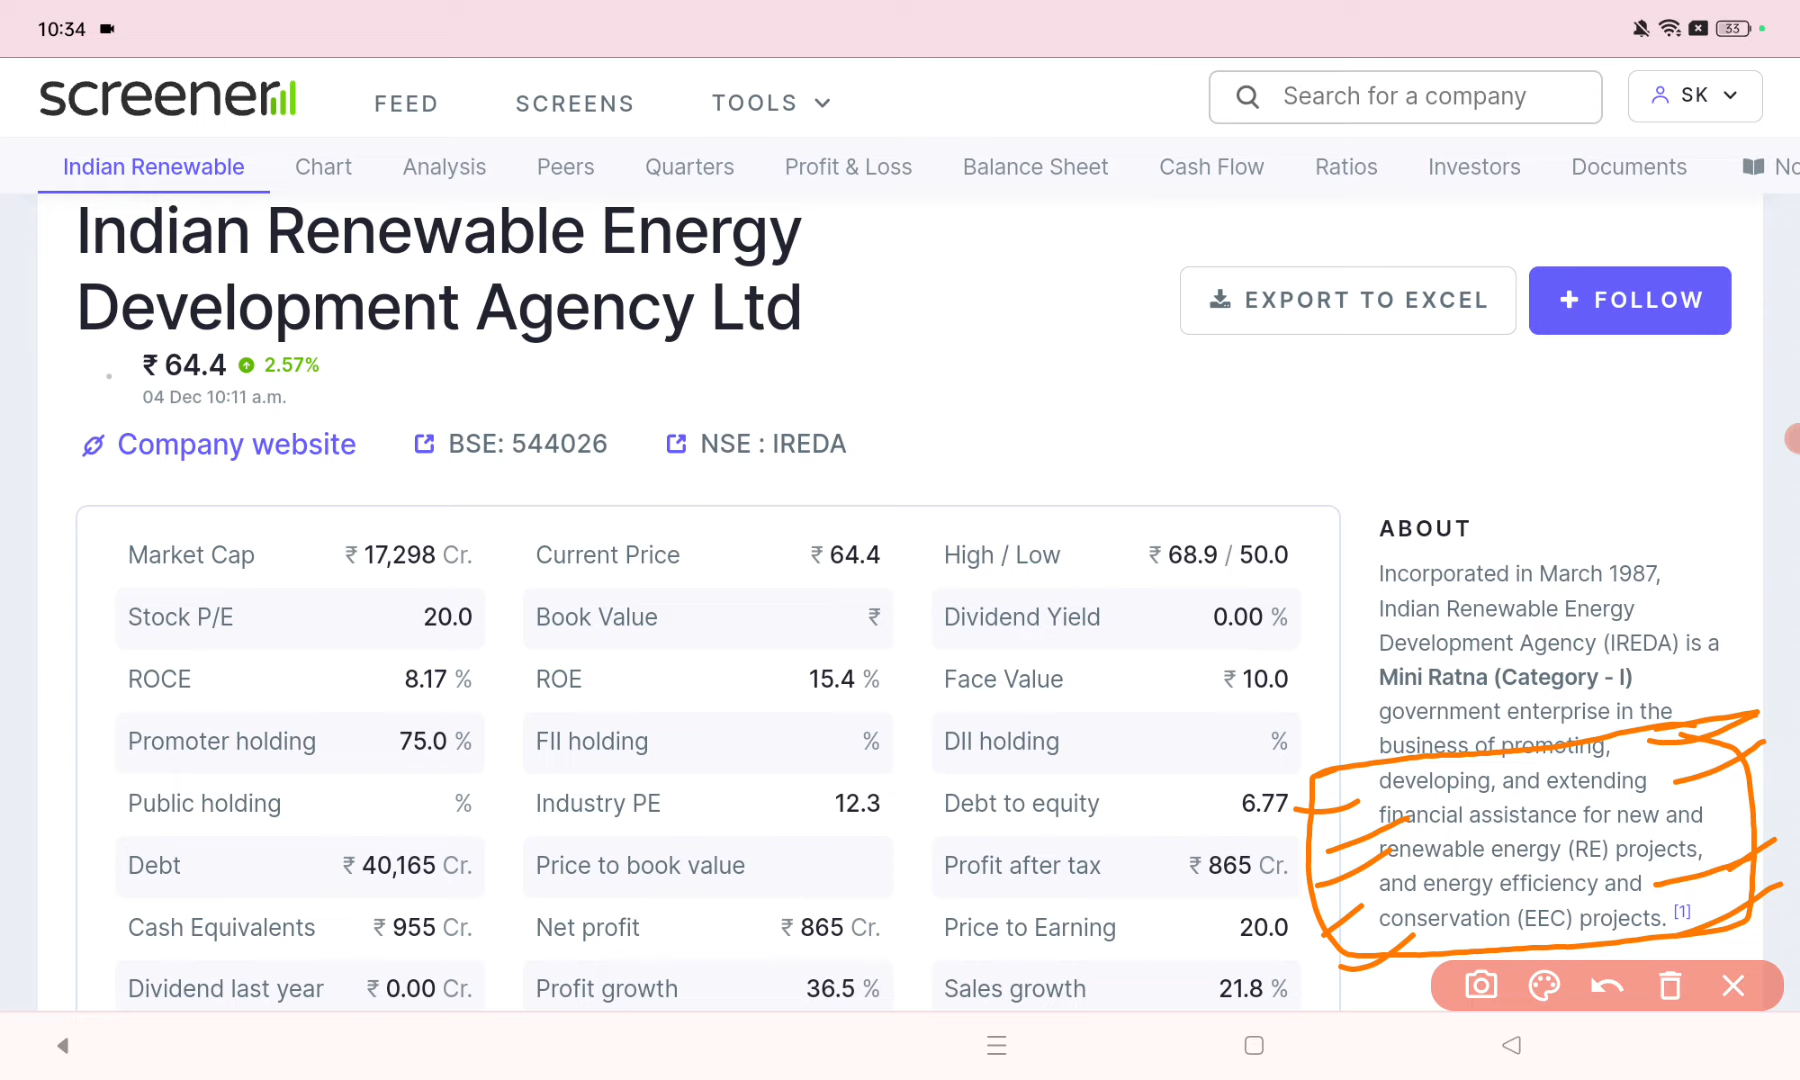 10:34
33
screener
FEED
SCREENS
TOOLS
Search for a company
SK
Indian Renewable
Chart
Analysis
Peers
Quarters
Profit & Loss
Balance Sheet
Cash Flow
Ratios
Investors
Documents
No
Indian Renewable Energy
Development Agency Ltd
EXPORT TO EXCEL
+ FOLLOW
₹ 64.4 2.57%
04 Dec 10:11 a.m.
Company website
BSE: 544026
NSE : IREDA
Market Cap ₹ 17,298 Cr.
Current Price ₹ 64.4
High / Low ₹ 68.9 / 50.0
Stock P/E 20.0
Book Value ₹
Dividend Yield 0.00 %
ROCE 8.17 %
ROE 15.4 %
Face Value ₹ 10.0
Promoter holding 75.0 %
FII holding %
DII holding %
Public holding %
Industry PE 12.3
Debt to equity 6.77
Debt ₹ 40,165 Cr.
Price to book value
Profit after tax ₹ 865 Cr.
Cash Equivalents ₹ 955 Cr.
Net profit ₹ 865 Cr.
Price to Earning 20.0
Dividend last year ₹ 0.00 Cr.
Profit growth 36.5 %
Sales growth 21.8 %
ABOUT
Incorporated in March 1987,
Indian Renewable Energy
Development Agency (IREDA) is a
Mini Ratna (Category - I)
government enterprise in the
business of promoting,
developing, and extending
financial assistance for new and
renewable energy (RE) projects,
and energy efficiency and
conservation (EEC) projects. [1]